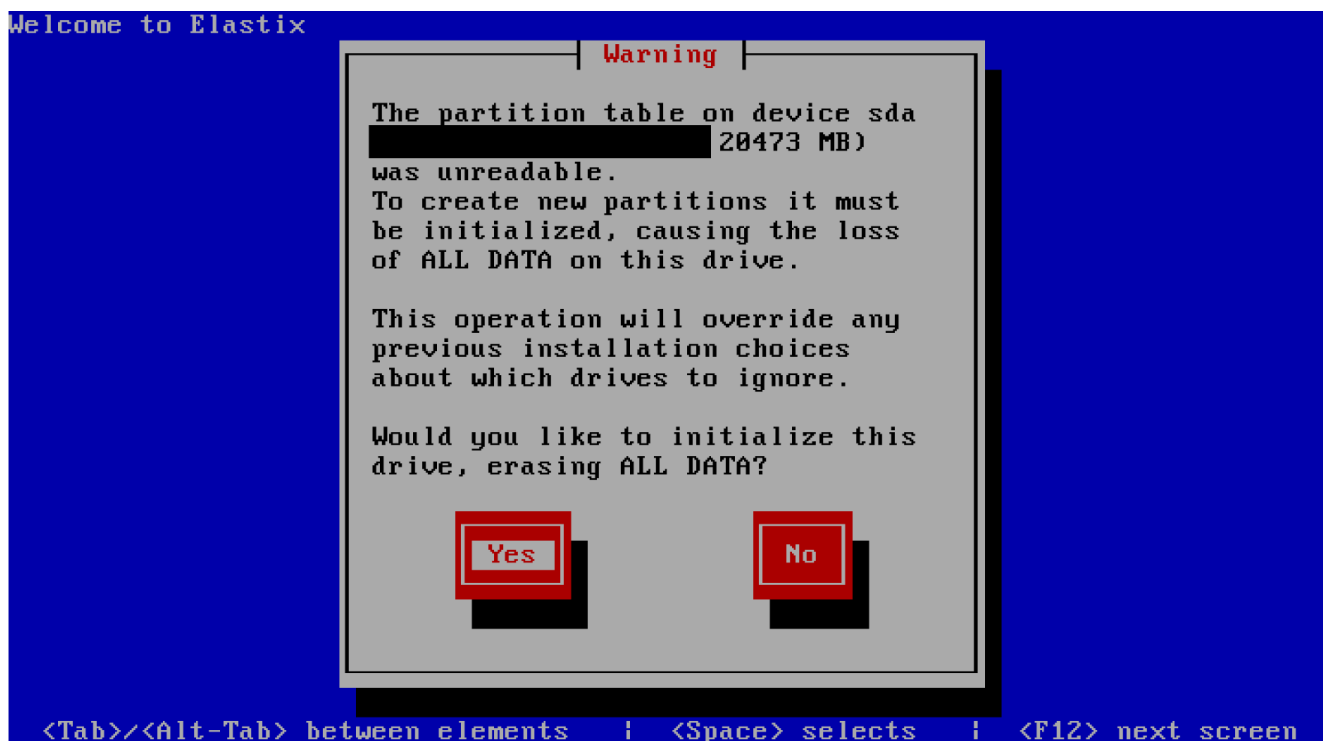 Welcome to Elastix
Warning
The partition table on device sda
20473 MB)
was unreadable.
To create new partitions it must
be initialized, causing the loss
of ALL DATA on this drive.
This operation will override any
previous installation choices
about which drives to ignore.
Would you like to initialize this
drive, erasing ALL DATA?
Yes No
<Tab>/<Alt-Tab> between elements | <Space> selects | <F12> next screen